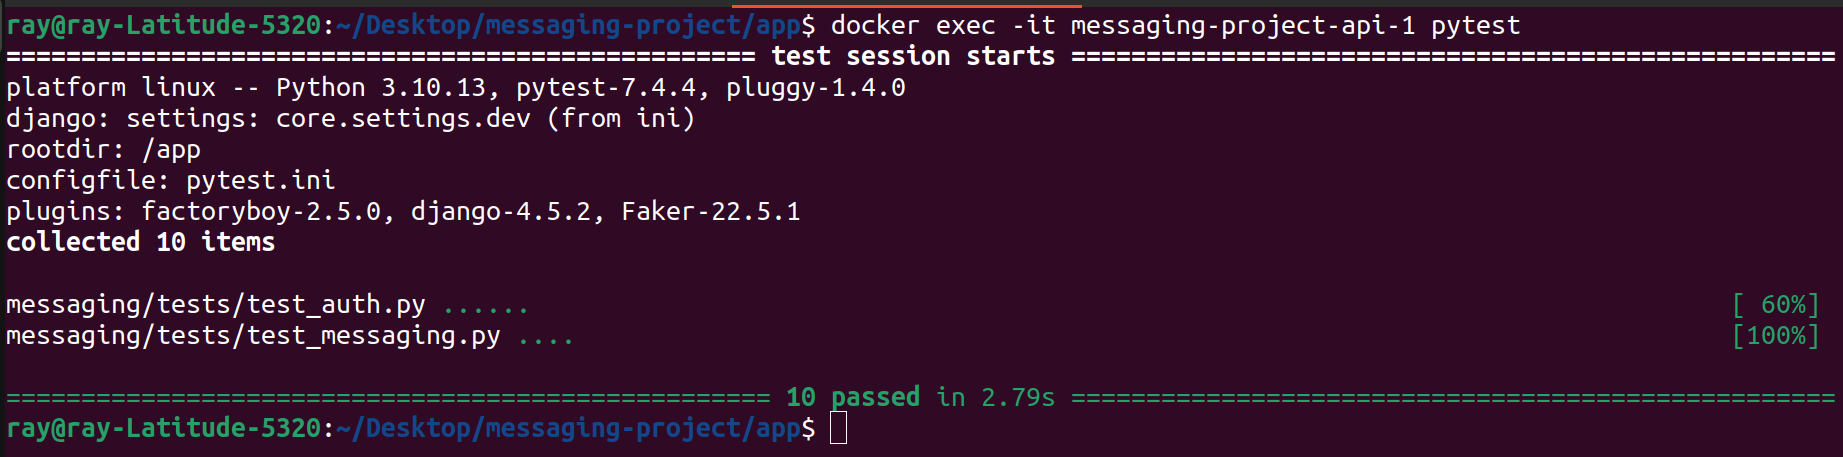 ray@ray-Latitude-5320:~/Desktop/messaging-project/app$ docker exec -it messaging-project-api-1 pytest
================================================== test session starts ===================================================
platform linux -- Python 3.10.13, pytest-7.4.4, pluggy-1.4.0
django: settings: core.settings.dev (from ini)
rootdir: /app
configfile: pytest.ini
plugins: factoryboy-2.5.0, django-4.5.2, Faker-22.5.1
collected 10 items
messaging/tests/test_auth.py ...... [ 60%]
messaging/tests/test_messaging.py .... [100%]
=================================================== 10 passed in 2.79s ===================================================
ray@ray-Latitude-5320:~/Desktop/messaging-project/app$